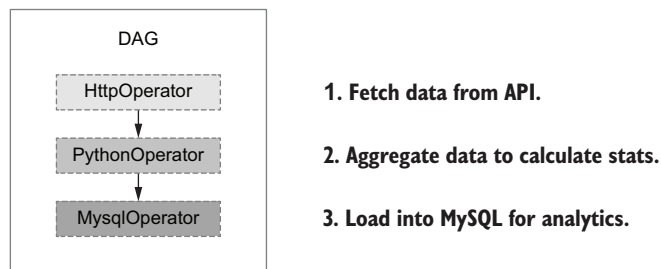 DAG
HttpOperator
1. Fetch data from API.
PythonOperator
2. Aggregate data to calculate stats.
MysqlOperator
3. Load into MySQL for analytics.